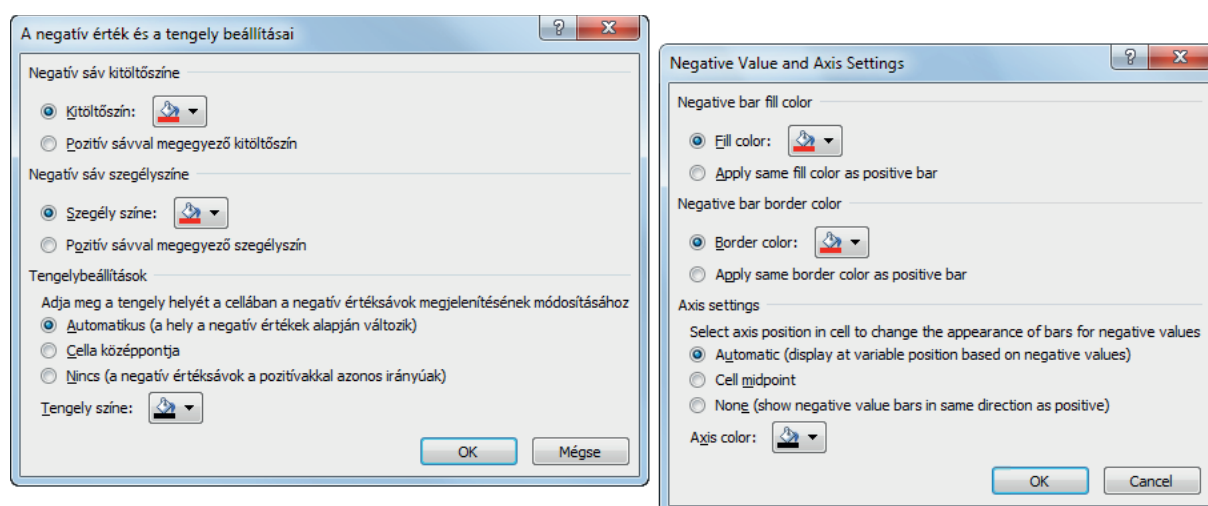 A negatív érték és a tengely beállításai
Negatív sáv kitöltőszíne
Kitöltőszín:
Pozitív sávval megegyező kitöltőszín
Negatív sáv szegélyszíne
Szegély színe:
Pozitív sávval megegyező szegélyszín
Tengelybeállítások
Adja meg a tengely helyét a cellában a negatív értéksávok megjelenítésének módosításához
Automatikus (a hely a negatív értékek alapján változik)
Cella középpontja
Nincs (a negatív értéksávok a pozitívakkal azonos irányúak)
Tengely színe:
OK
Mégse
Negative Value and Axis Settings
Negative bar fill color
Fill color:
Apply same fill color as positive bar
Negative bar border color
Border color:
Apply same border color as positive bar
Axis settings
Select axis position in cell to change the appearance of bars for negative values
Automatic (display at variable position based on negative values)
Cell midpoint
None (show negative value bars in same direction as positive)
Axis color:
OK
Cancel